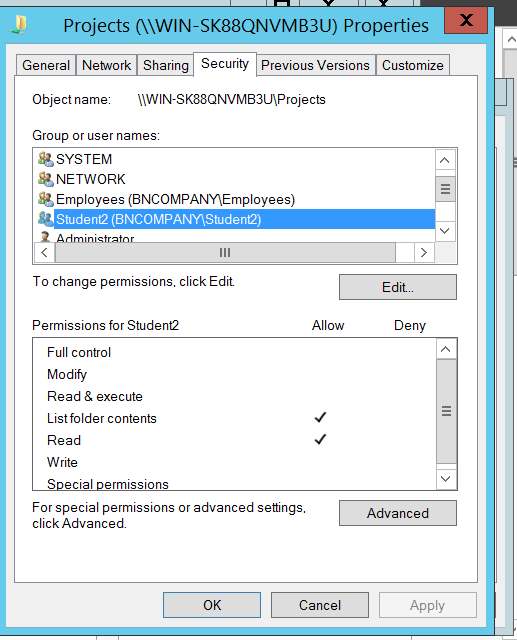 Projects (\\WIN-SK88QNVMB3U) Properties
X
General Network Sharing Security Previous Versions Customize
Object name: \\WIN-SK88QNVMB3U\Projects
Group or user names:
SYSTEM
NETWORK
Employees (BNCOMPANY\Employees)
Student2 (BNCOMPANY\Student2)
Administrator
To change permissions, click Edit.
Edit...
Permissions for Student2 Allow Deny
Full control
Modify
Read & execute
List folder contents
Read
Write
Special permissions
For special permissions or advanced settings,
click Advanced.
Advanced
OK Cancel Apply